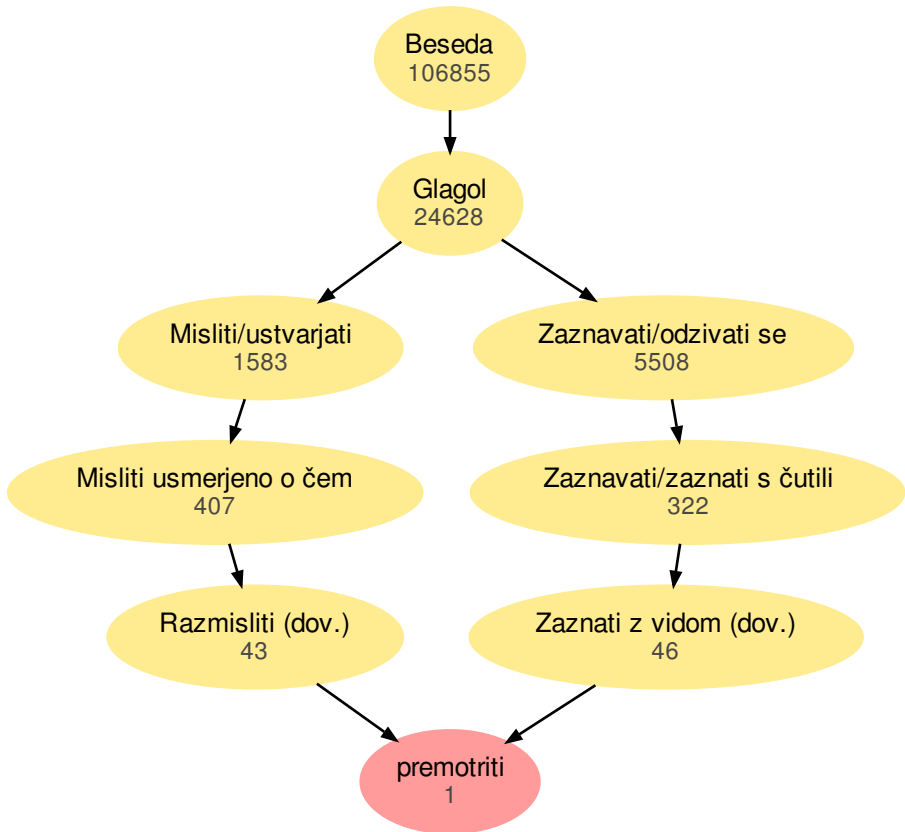 Beseda
106855
Glagol
24628
Misliti/ustvarjati
1583
Zaznavati/odzivati se
5508
Misliti usmerjeno o čem
407
Zaznavati/zaznati s čutili
322
Razmisliti (dov.)
43
Zaznati z vidom (dov.)
46
premotriti
1